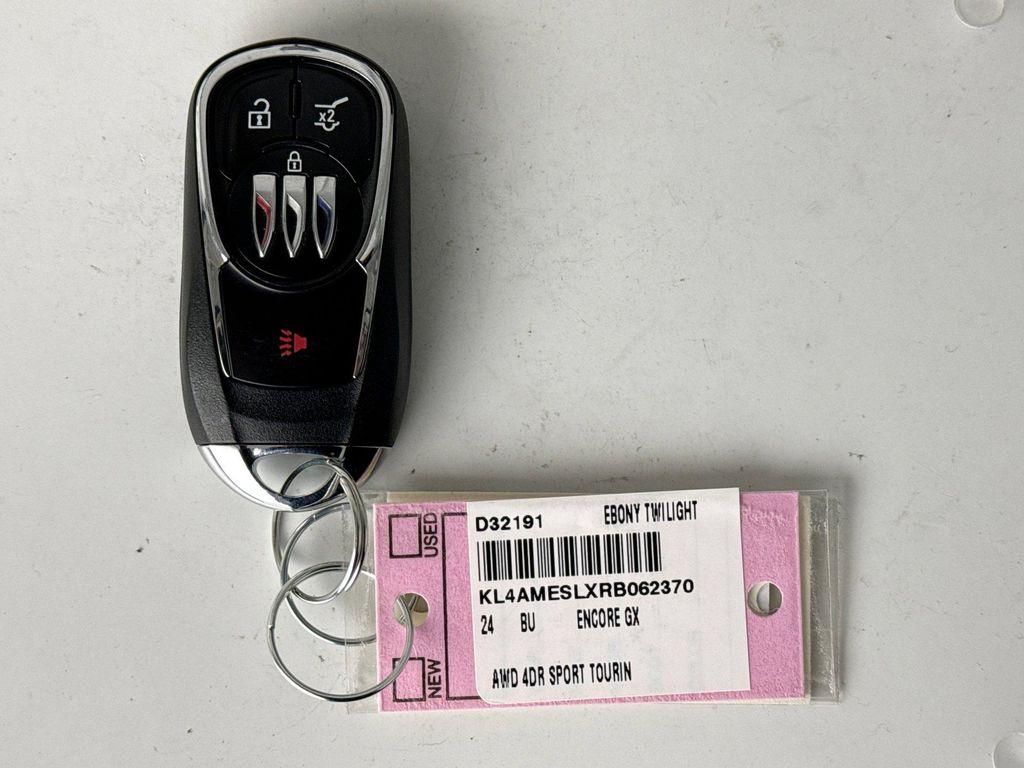 x2
D32191 EBONY TWILIGHT
KL4AMESLXRB062370
24 BU ENCORE GX
AWD 4DR SPORT TOURIN
USED
NEW